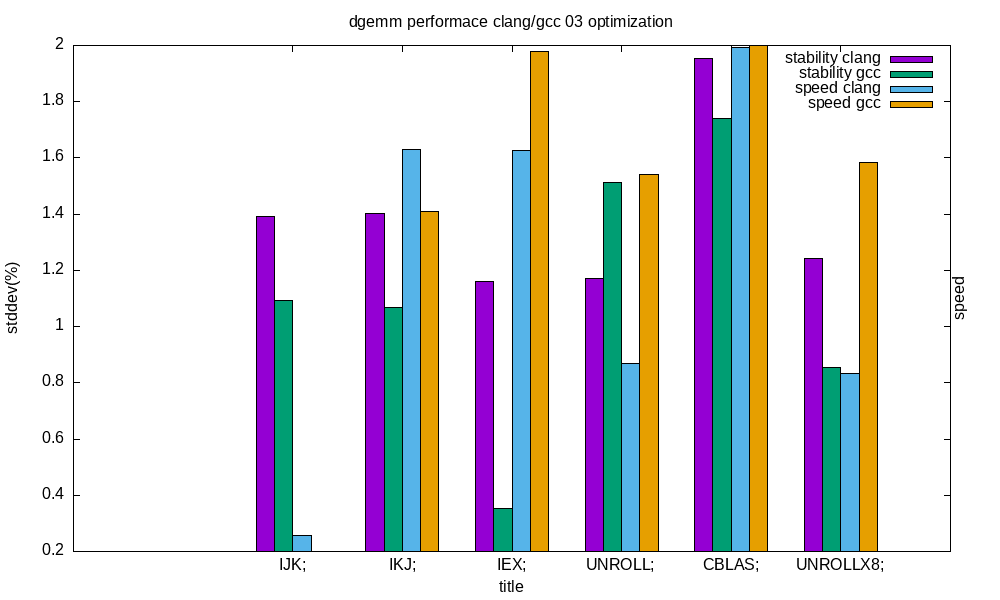 dgemm performace clang/gcc 03 optimization
2
1.8
1.6
1.4
1.2
1
0.8
0.6
0.4
0.2
stddev(%)
stability clang
stability gcc
speed clang
speed gcc
speed
IJK; IKJ; IEX; UNROLL; CBLAS; UNROLLX8;
title